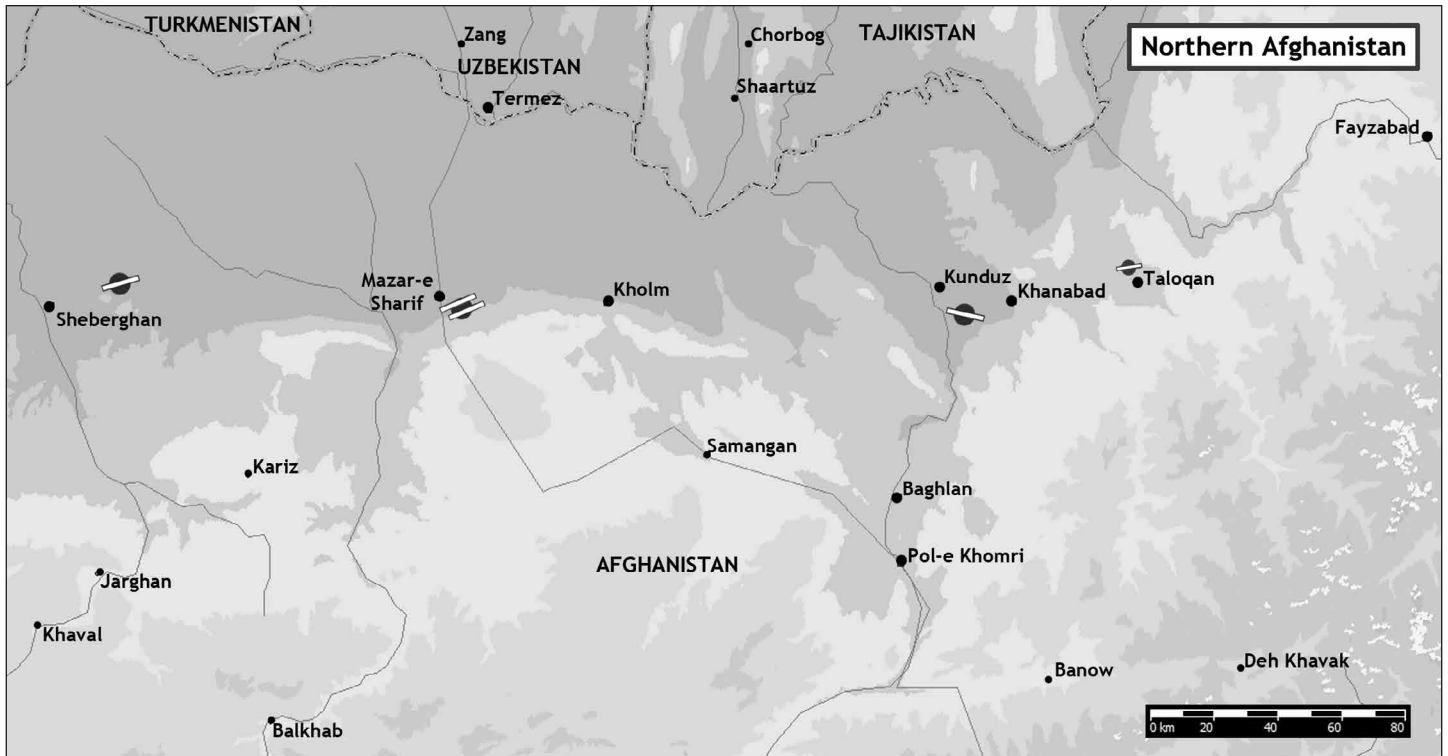 TURKMENISTAN
Zang
UZBEKISTAN
Termez
Chorbog
Shaartuz
TAJIKISTAN
Northern Afghanistan
Fayzabad
Sheberghan
Mazar-e
Sharif
Kholm
Kunduz
Khanabad
Taloqan
Kariz
Samangan
Baghlan
AFGHANISTAN
Pol-e Khomri
Jarghan
Khaval
Banow
Deh Khavak
Balkhab
0 km 20 40 60 80